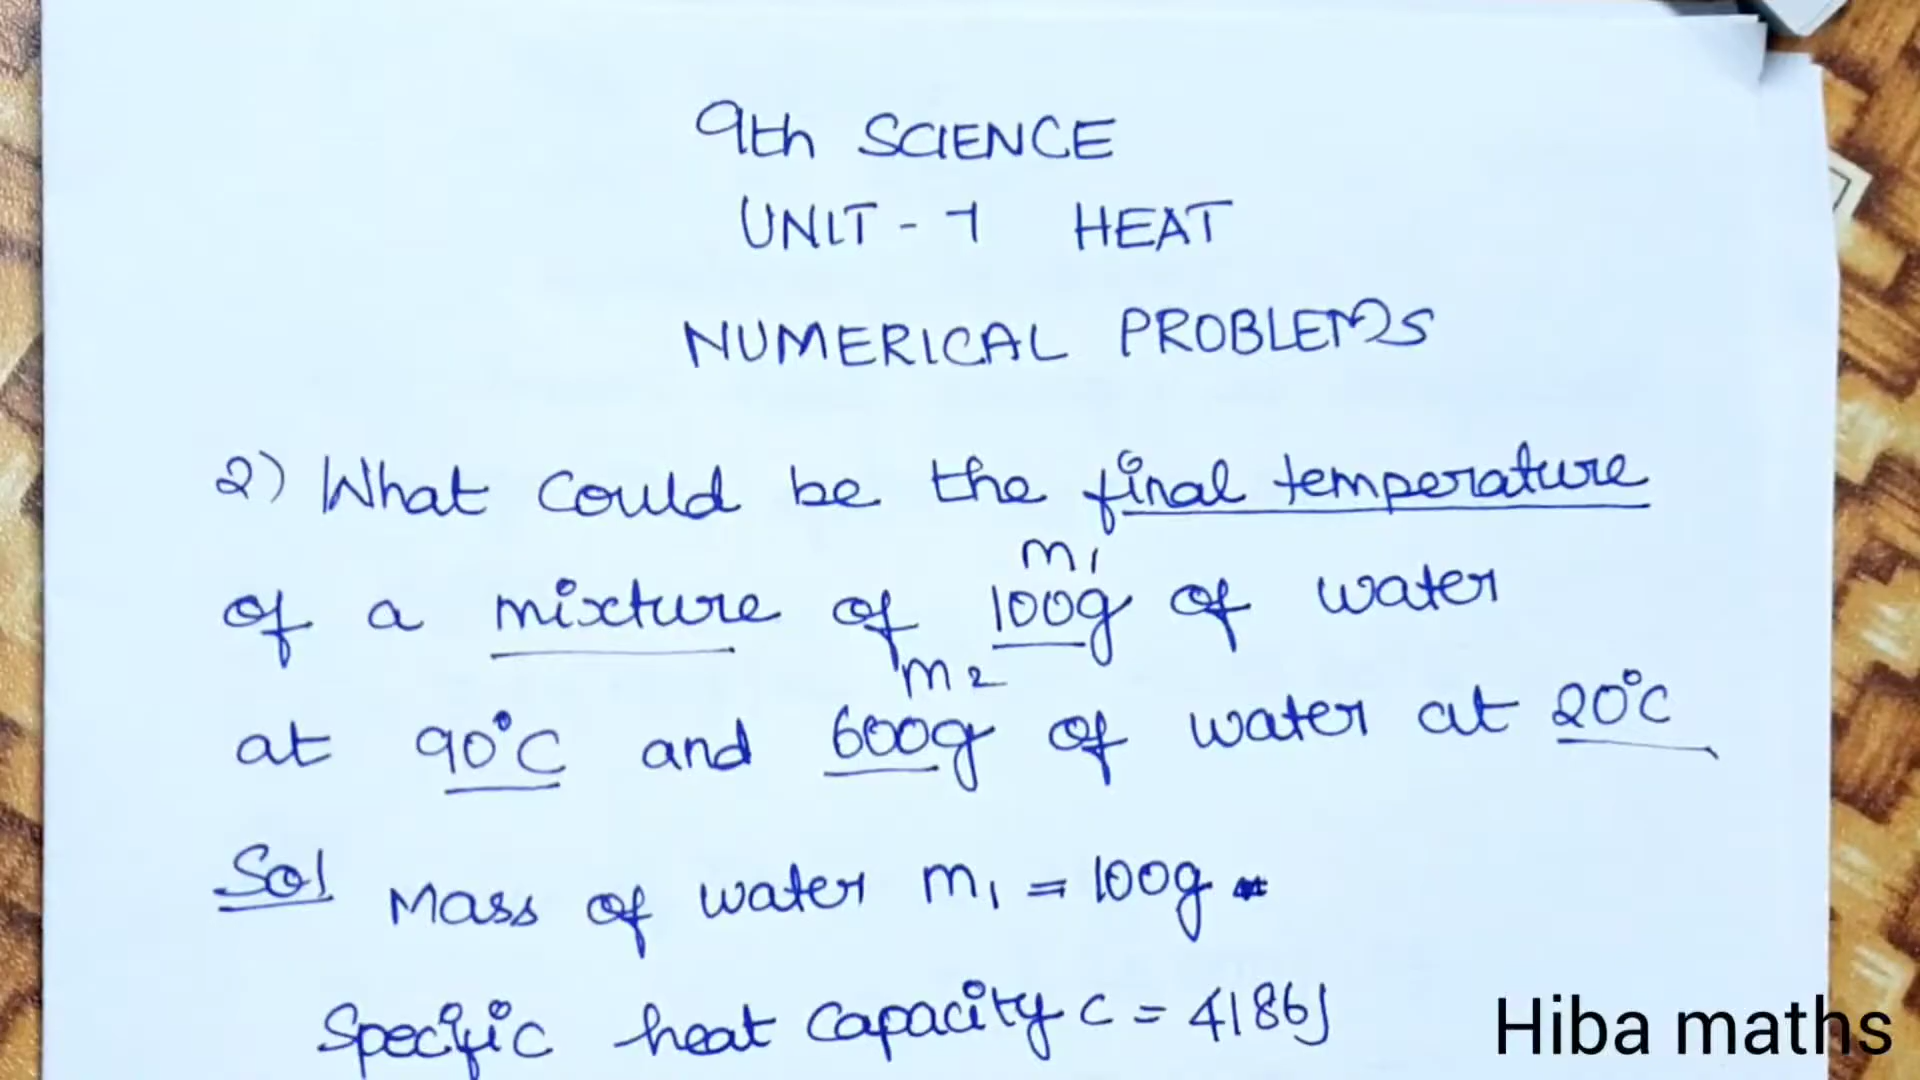 9th SCIENCE
UNIT - 7 HEAT
NUMERICAL PROBLEMS
2) What could be the final temperature
m1
of a mixture of 100g of water
m2
at 90°C and 600g of water at 20°C
Sol Mass of water m1 = 100g
Specific heat capacity c = 4186J
Hiba maths